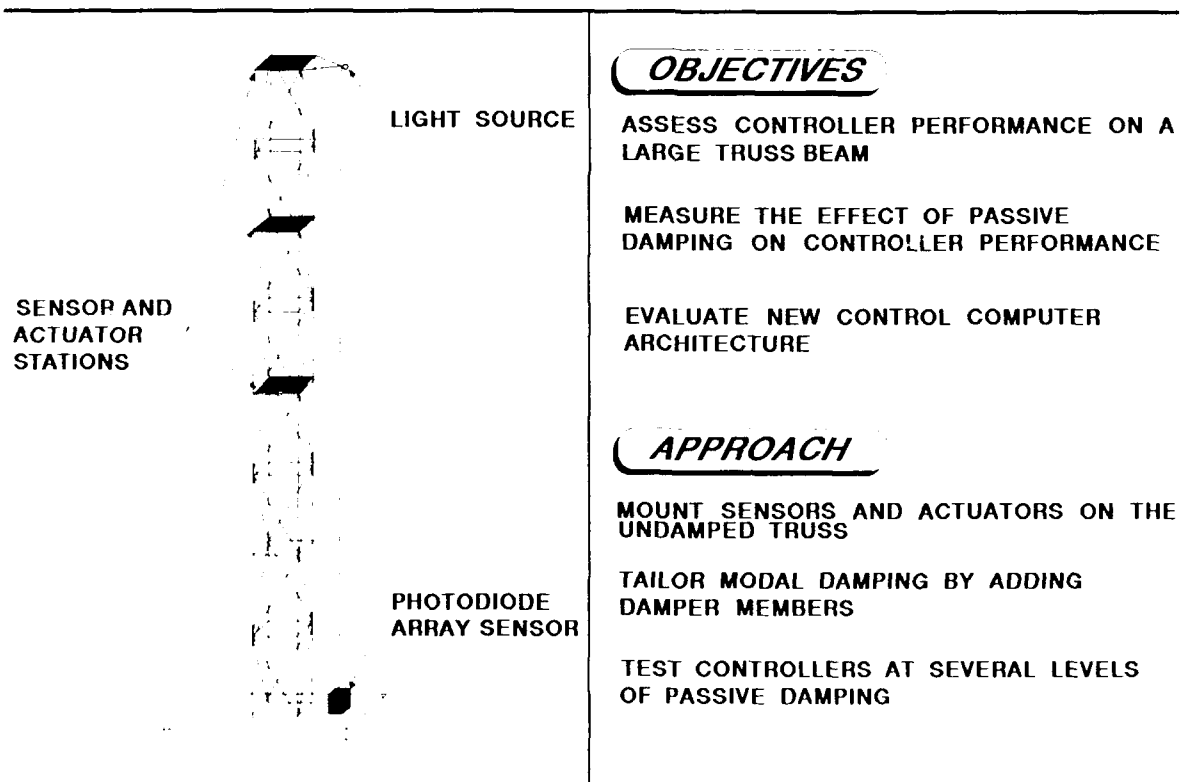 LIGHT SOURCE
SENSOR AND
ACTUATOR
STATIONS
PHOTODIODE
ARRAY SENSOR
OBJECTIVES
ASSESS CONTROLLER PERFORMANCE ON A
LARGE TRUSS BEAM
MEASURE THE EFFECT OF PASSIVE
DAMPING ON CONTROLLER PERFORMANCE
EVALUATE NEW CONTROL COMPUTER
ARCHITECTURE
APPROACH
MOUNT SENSORS AND ACTUATORS ON THE
UNDAMPED TRUSS
TAILOR MODAL DAMPING BY ADDING
DAMPER MEMBERS
TEST CONTROLLERS AT SEVERAL LEVELS
OF PASSIVE DAMPING